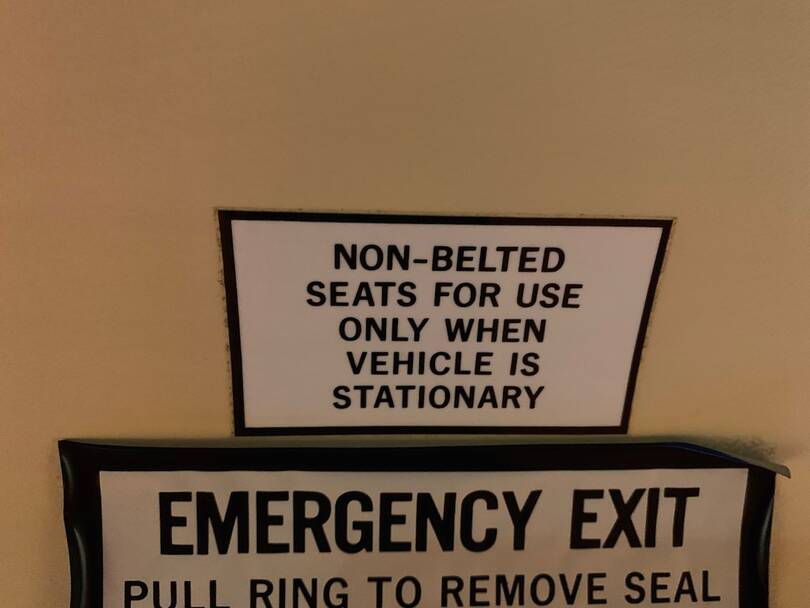 NON-BELTED
SEATS FOR USE
ONLY WHEN
VEHICLE IS
STATIONARY
EMERGENCY EXIT
PULL RING TO REMOVE SEAL